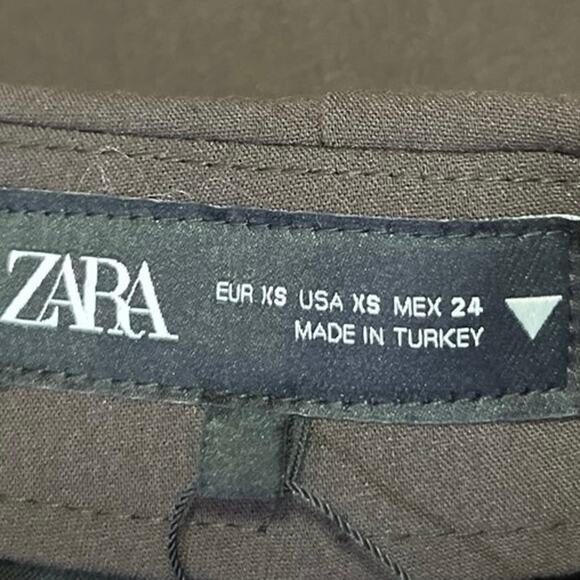 ZARA
EUR XS USA XS MEX 24
MADE IN TURKEY